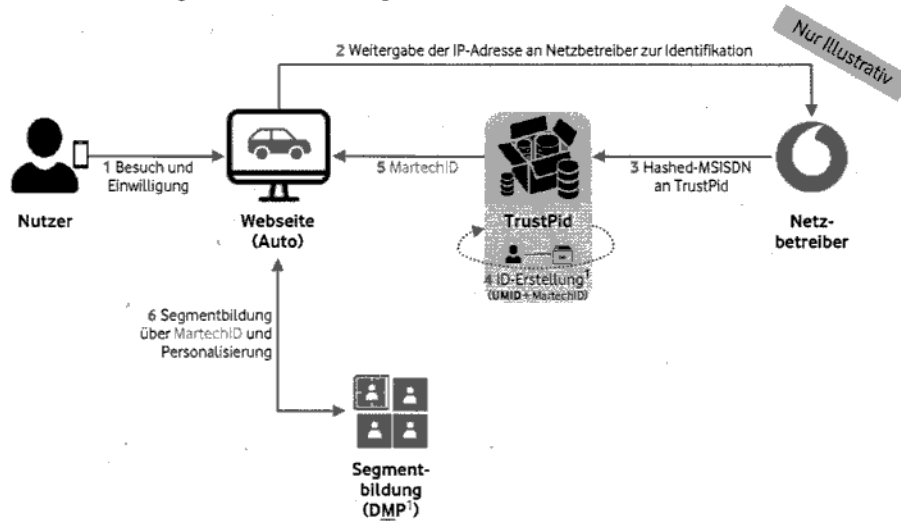 Nur Illustrativ
2 Weitergabe der IP-Adresse an Netzbetreiber zur Identifikation
1 Besuch und
Einwilligung
5 MartechID
3 Hashed-MSISDN
an TrustPid
Nutzer
Webseite
(Auto)
TrustPid
Netz-
betreiber
4 ID-Erstellung¹
(UMID+MartechID)
6 Segmentbildung
über MartechID und
Personalisierung
Segment-
bildung
(DMP¹)